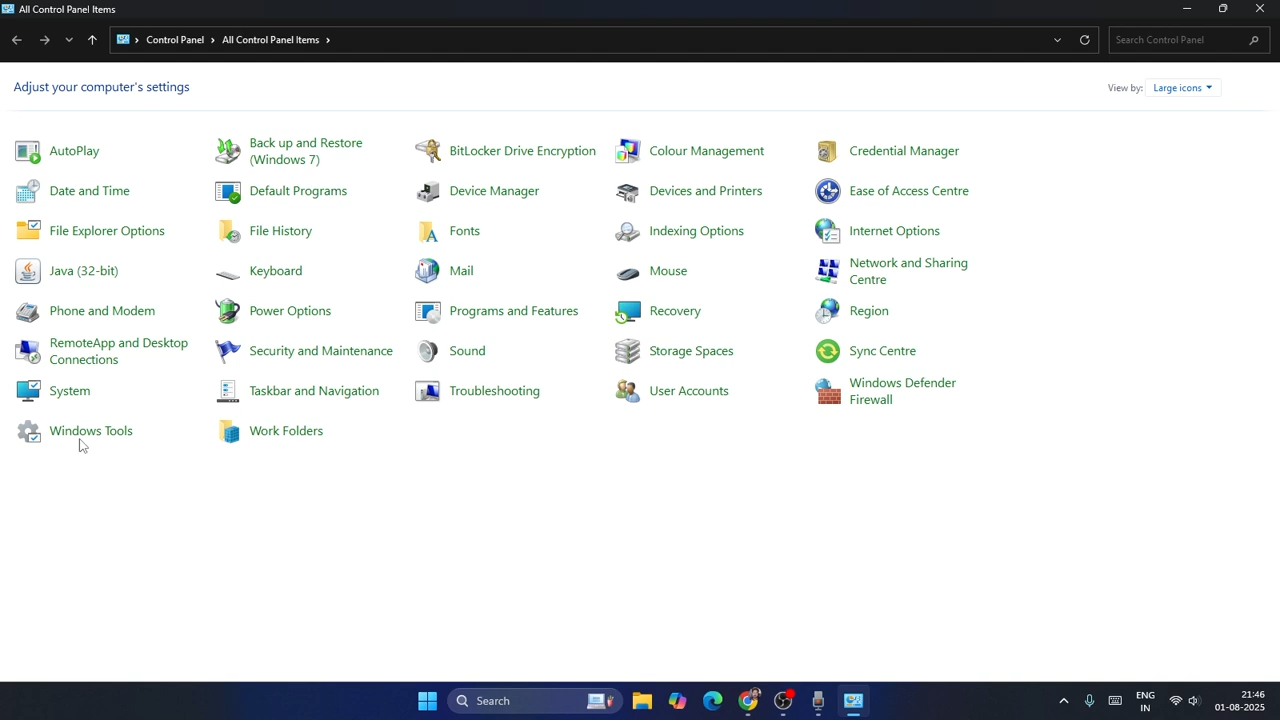 All Control Panel Items
Control Panel All Control Panel Items
Search Control Panel
Adjust your computer's settings
View by: Large icons
AutoPlay
Back up and Restore
(Windows 7)
BitLocker Drive Encryption
Colour Management
Credential Manager
Date and Time
Default Programs
Device Manager
Devices and Printers
Ease of Access Centre
File Explorer Options
File History
Fonts
Indexing Options
Internet Options
Java (32-bit)
Keyboard
Mail
Mouse
Network and Sharing
Centre
Phone and Modem
Power Options
Programs and Features
Recovery
Region
RemoteApp and Desktop
Connections
Security and Maintenance
Sound
Storage Spaces
Sync Centre
System
Taskbar and Navigation
Troubleshooting
User Accounts
Windows Defender
Firewall
Windows Tools
Work Folders
Search
ENG
IN
21:46
01-08-2025